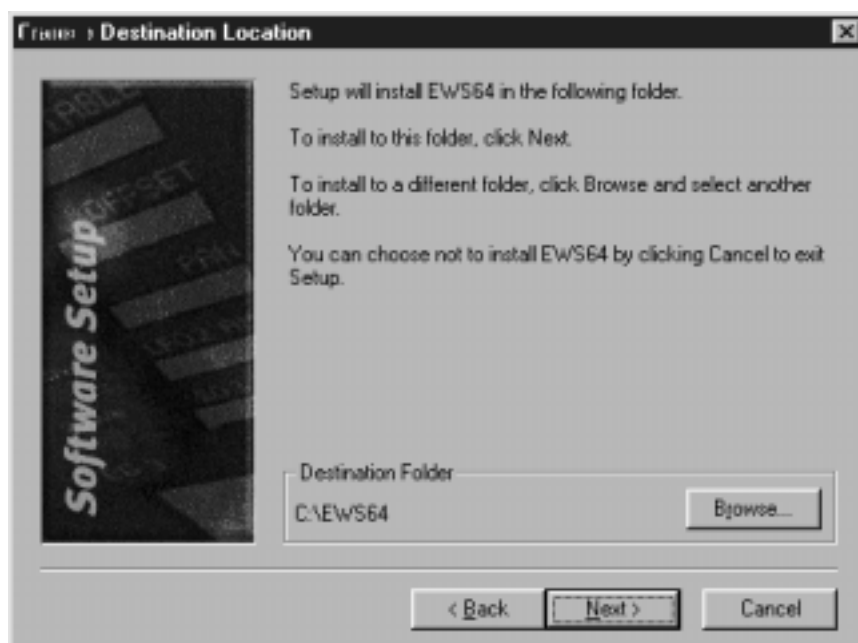 Destination Location
Setup will install EWS64 in the following folder.
To install to this folder, click Next.
To install to a different folder, click Browse and select another
folder.
You can choose not to install EWS64 by clicking Cancel to exit
Setup.
OFFSET
PAN
Software Setup
Destination Folder
C:\EWS64
Browse...
< Back
Next >
Cancel